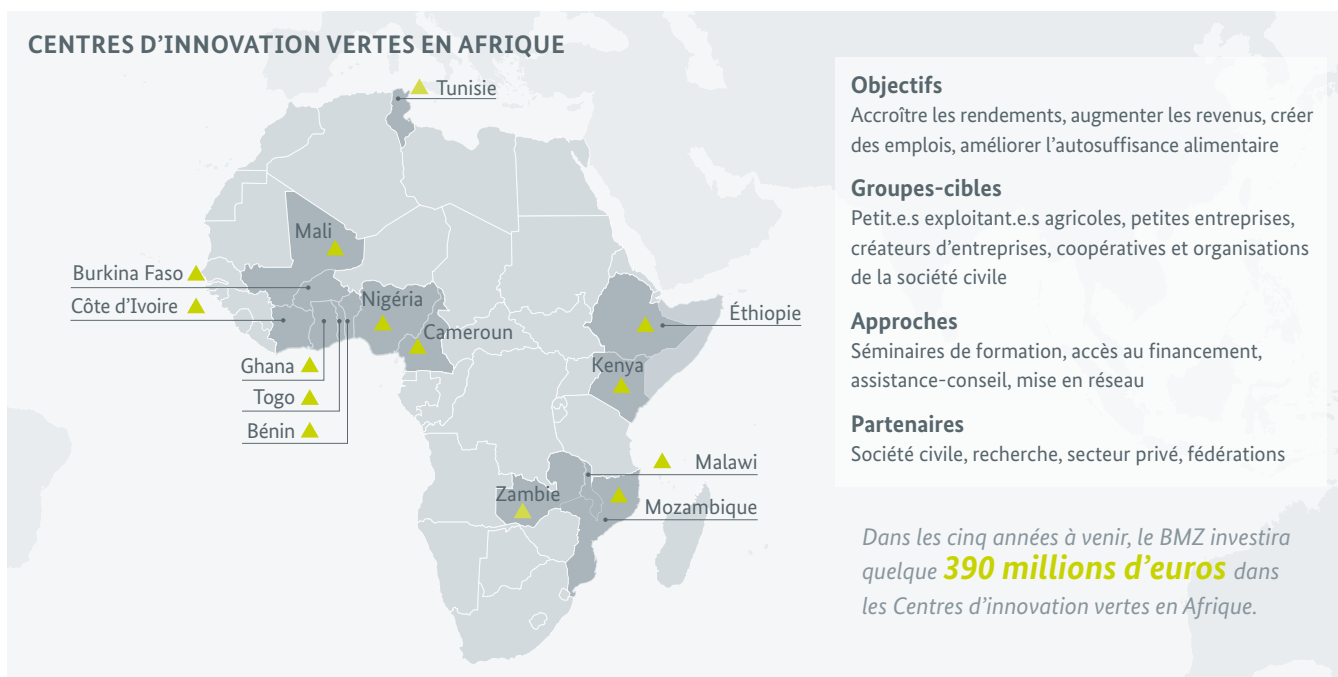 CENTRES D’INNOVATION VERTES EN AFRIQUE
Tunisie
Mali
Burkina Faso
Côte d’Ivoire
Nigéria
Cameroun
Ghana
Togo
Bénin
Éthiopie
Kenya
Malawi
Zambie
Mozambique
Objectifs
Accroître les rendements, augmenter les revenus, créer
des emplois, améliorer l’autosuffisance alimentaire
Groupes-cibles
Petit.e.s exploitant.e.s agricoles, petites entreprises,
créateurs d’entreprises, coopératives et organisations
de la société civile
Approches
Séminaires de formation, accès au financement,
assistance-conseil, mise en réseau
Partenaires
Société civile, recherche, secteur privé, fédérations
Dans les cinq années à venir, le BMZ investira
quelque 390 millions d’euros dans
les Centres d’innovation vertes en Afrique.